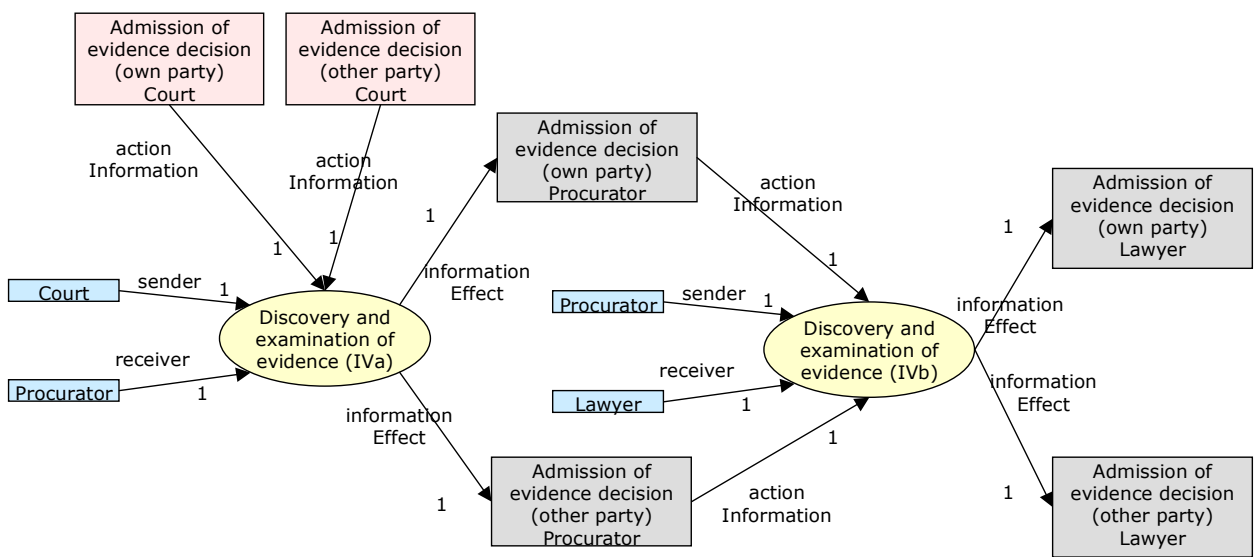 Admission of
evidence decision
(own party)
Court
Admission of
evidence decision
(other party)
Court
action
Information
action
Information
1
1
Court
sender
1
receiver
Procurator
1
Discovery and
examination of
evidence (IVa)
1
information
Effect
information
Effect
1
Admission of
evidence decision
(own party)
Procurator
Admission of
evidence decision
(other party)
Procurator
action
Information
1
Procurator
sender
1
receiver
Lawyer
1
1
action
Information
Discovery and
examination of
evidence (IVb)
1
information
Effect
information
Effect
1
Admission of
evidence decision
(own party)
Lawyer
Admission of
evidence decision
(other party)
Lawyer